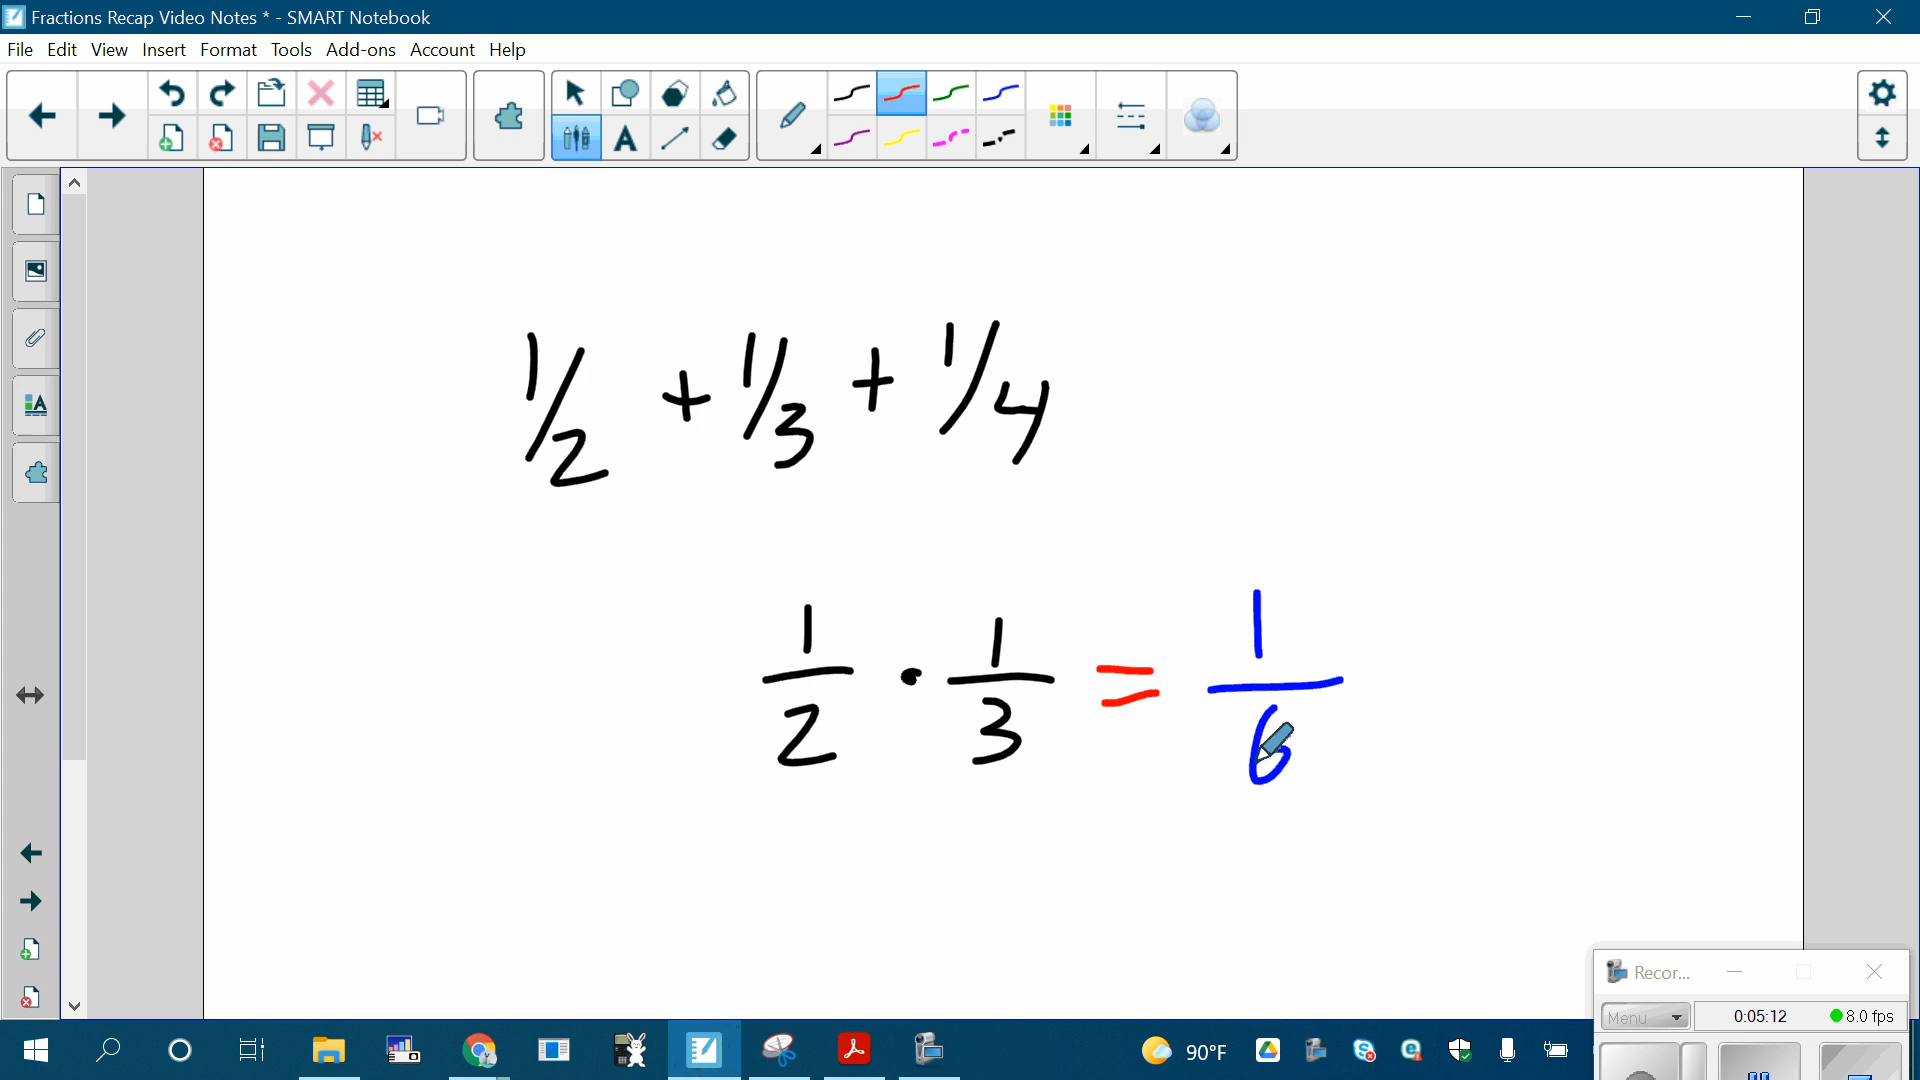 Fractions Recap Video Notes * - SMART Notebook
File Edit View Insert Format Tools Add-ons Account Help
A
A
1/2 + 1/3 + 1/4
1/2 · 1/3 = 1/6
Recor...
Menu 0:05:12 8.0 fps
90°F